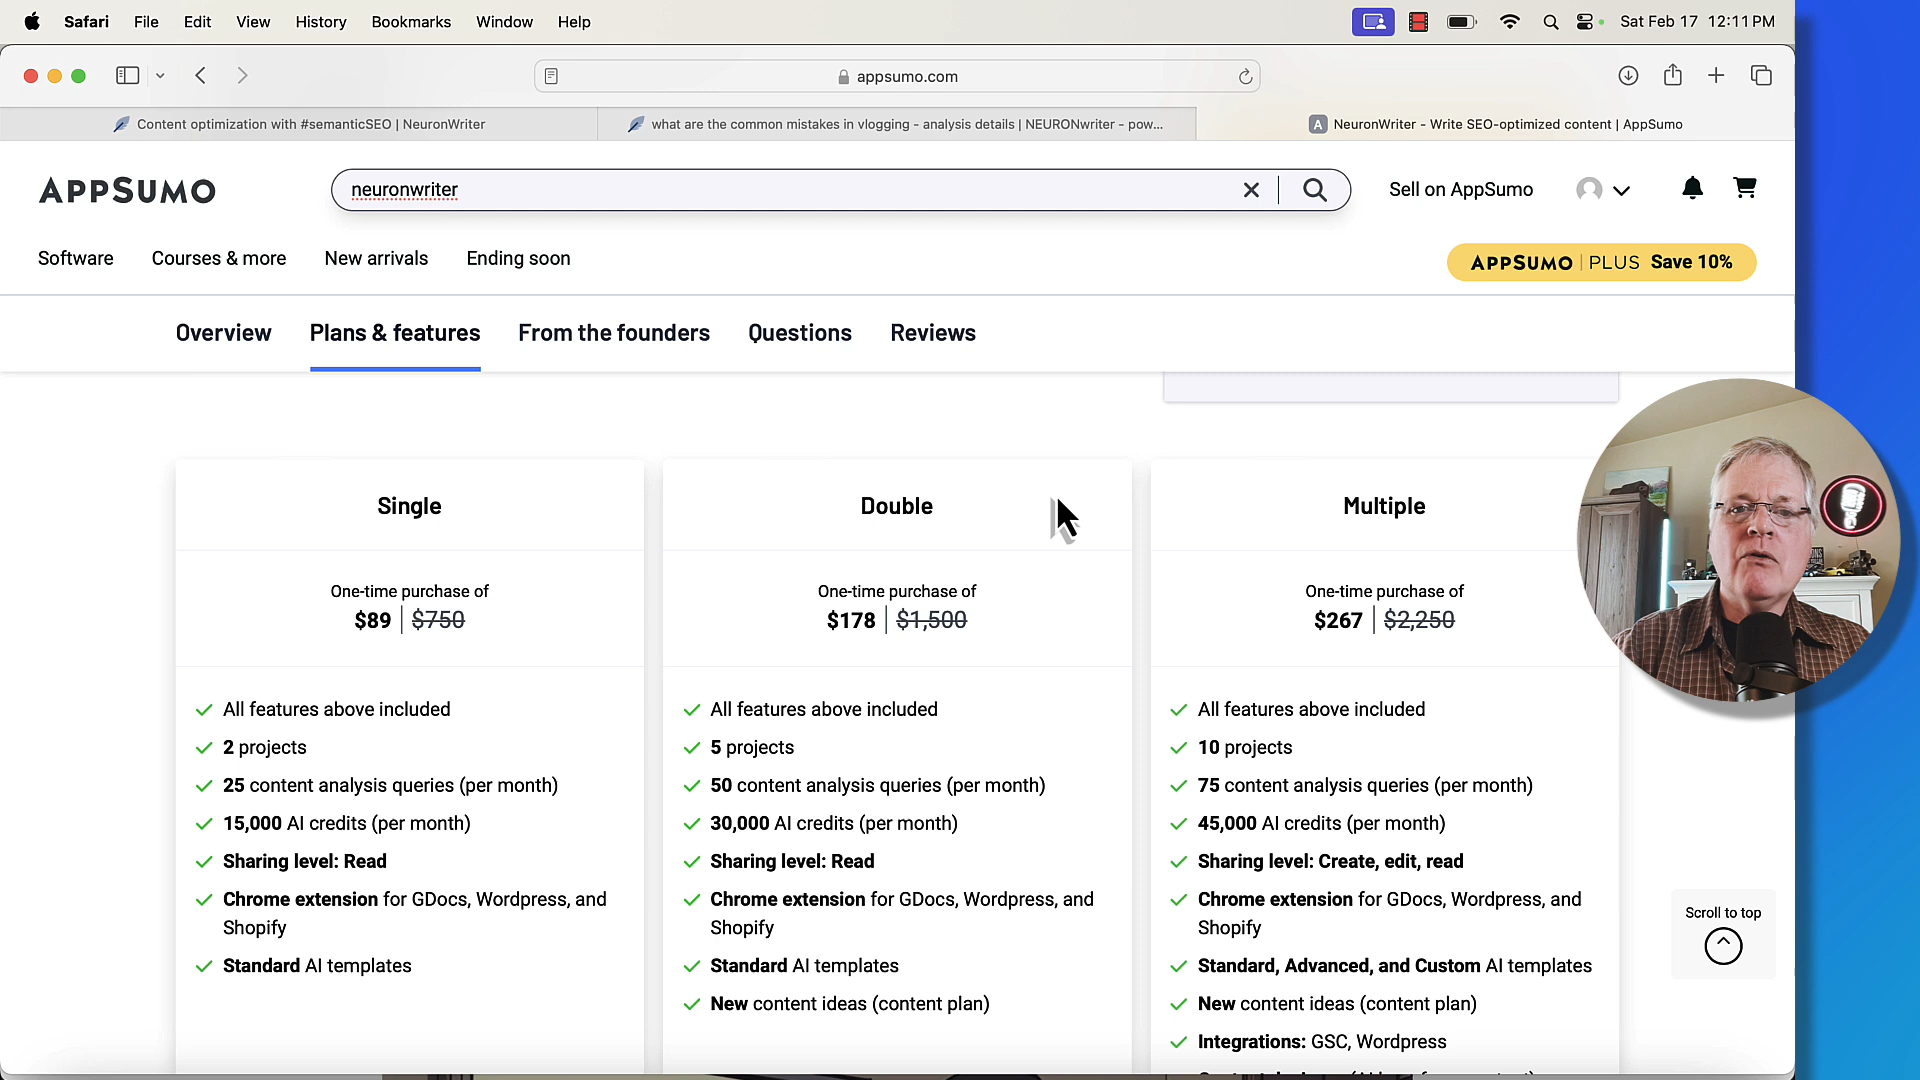 Safari File Edit View History Bookmarks Window Help Sat Feb 17 12:11 PM
appsumo.com
Content optimization with #semanticSEO | NeuronWriter
what are the common mistakes in vlogging - analysis details | NEURONwriter - pow...
A NeuronWriter - Write SEO-optimized content | AppSumo
APPSUMO
neuronwriter
Sell on AppSumo
Software Courses & more New arrivals Ending soon
APPSUMO | PLUS Save 10%
Overview Plans & features From the founders Questions Reviews
Single
One-time purchase of
$89 | $750
All features above included
2 projects
25 content analysis queries (per month)
15,000 AI credits (per month)
Sharing level: Read
Chrome extension for GDocs, Wordpress, and
Shopify
Standard AI templates
Double
One-time purchase of
$178 | $1,500
All features above included
5 projects
50 content analysis queries (per month)
30,000 AI credits (per month)
Sharing level: Read
Chrome extension for GDocs, Wordpress, and
Shopify
Standard AI templates
New content ideas (content plan)
Multiple
One-time purchase of
$267 | $2,250
All features above included
10 projects
75 content analysis queries (per month)
45,000 AI credits (per month)
Sharing level: Create, edit, read
Chrome extension for GDocs, Wordpress, and
Shopify
Standard, Advanced, and Custom AI templates
New content ideas (content plan)
Integrations: GSC, Wordpress
Scroll to top